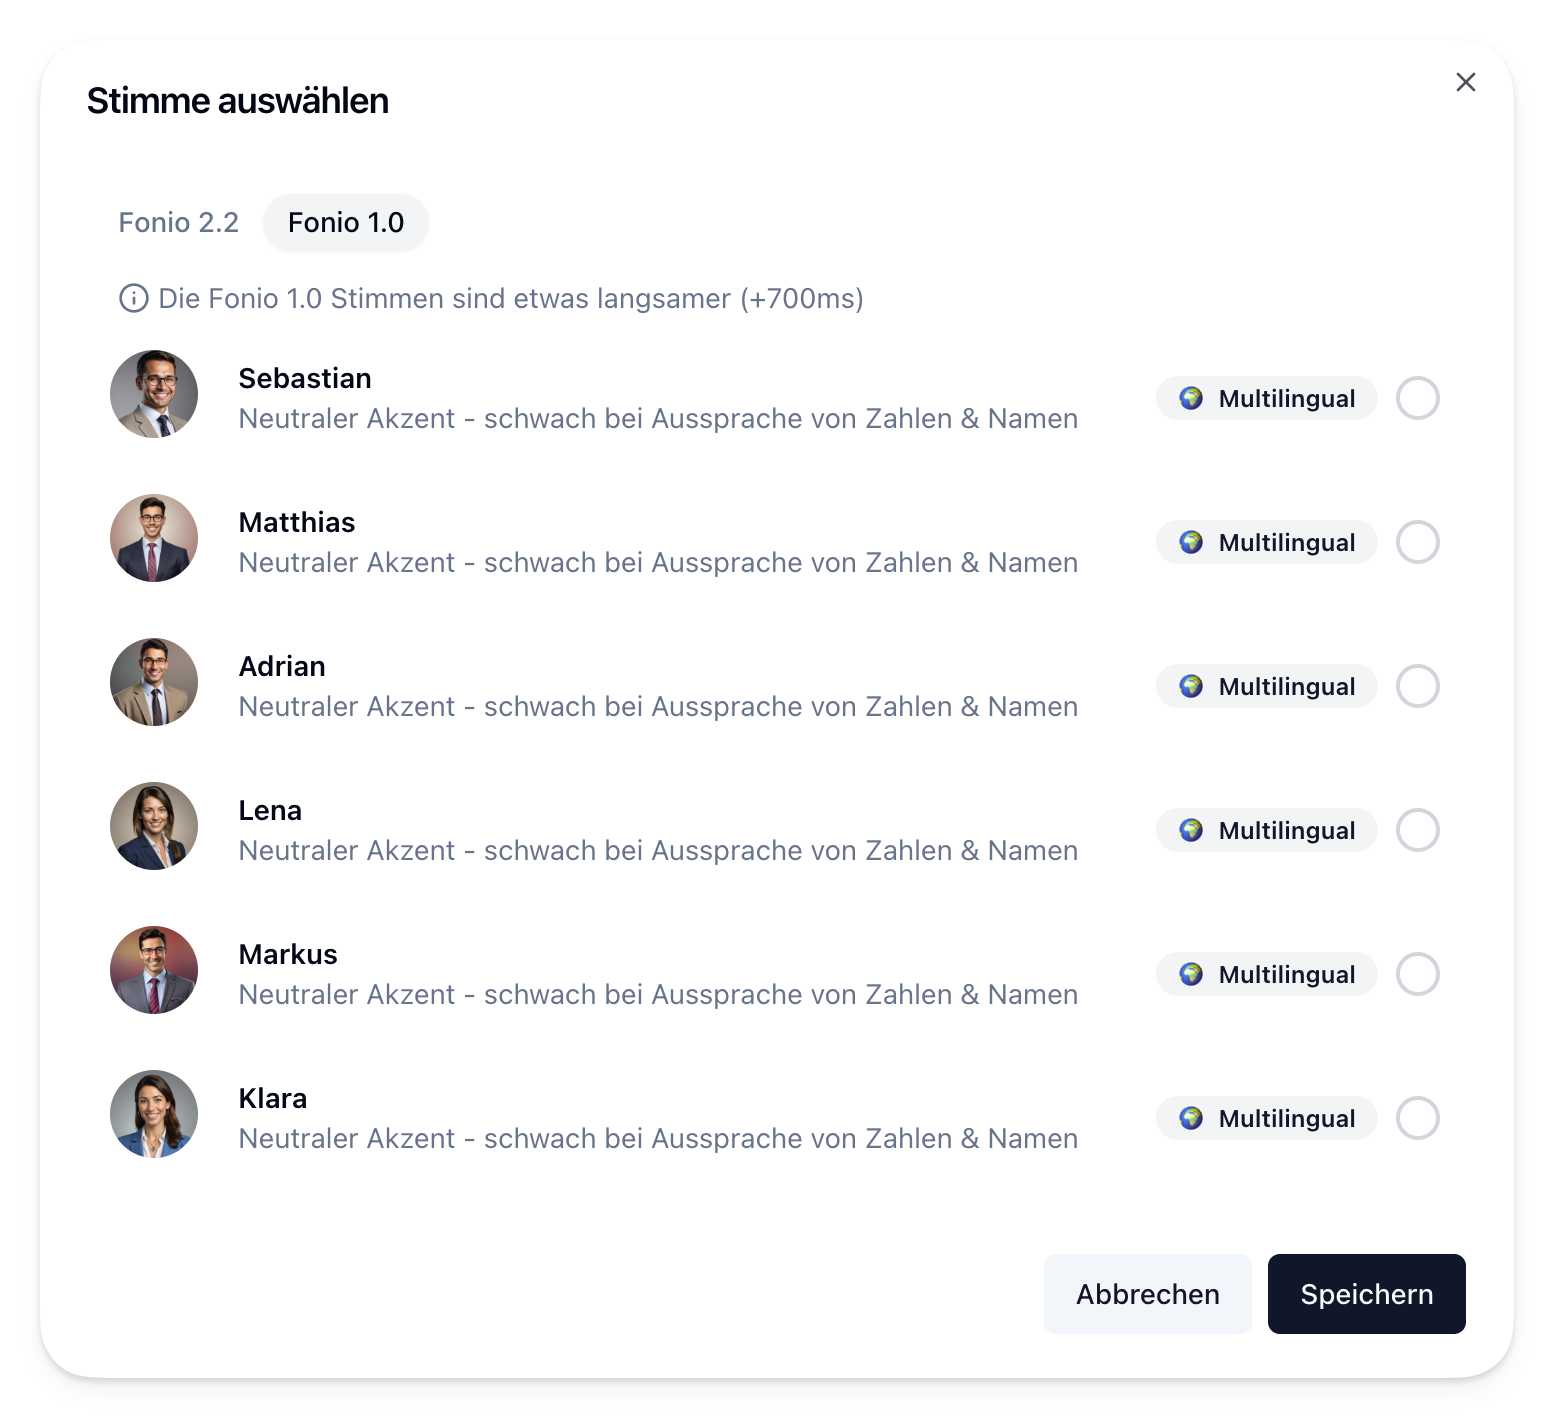 Stimme auswählen
Fonio 2.2 Fonio 1.0
Die Fonio 1.0 Stimmen sind etwas langsamer (+700ms)
Sebastian
Neutraler Akzent - schwach bei Aussprache von Zahlen & Namen
Multilingual
Matthias
Neutraler Akzent - schwach bei Aussprache von Zahlen & Namen
Multilingual
Adrian
Neutraler Akzent - schwach bei Aussprache von Zahlen & Namen
Multilingual
Lena
Neutraler Akzent - schwach bei Aussprache von Zahlen & Namen
Multilingual
Markus
Neutraler Akzent - schwach bei Aussprache von Zahlen & Namen
Multilingual
Klara
Neutraler Akzent - schwach bei Aussprache von Zahlen & Namen
Multilingual
Abbrechen Speichern